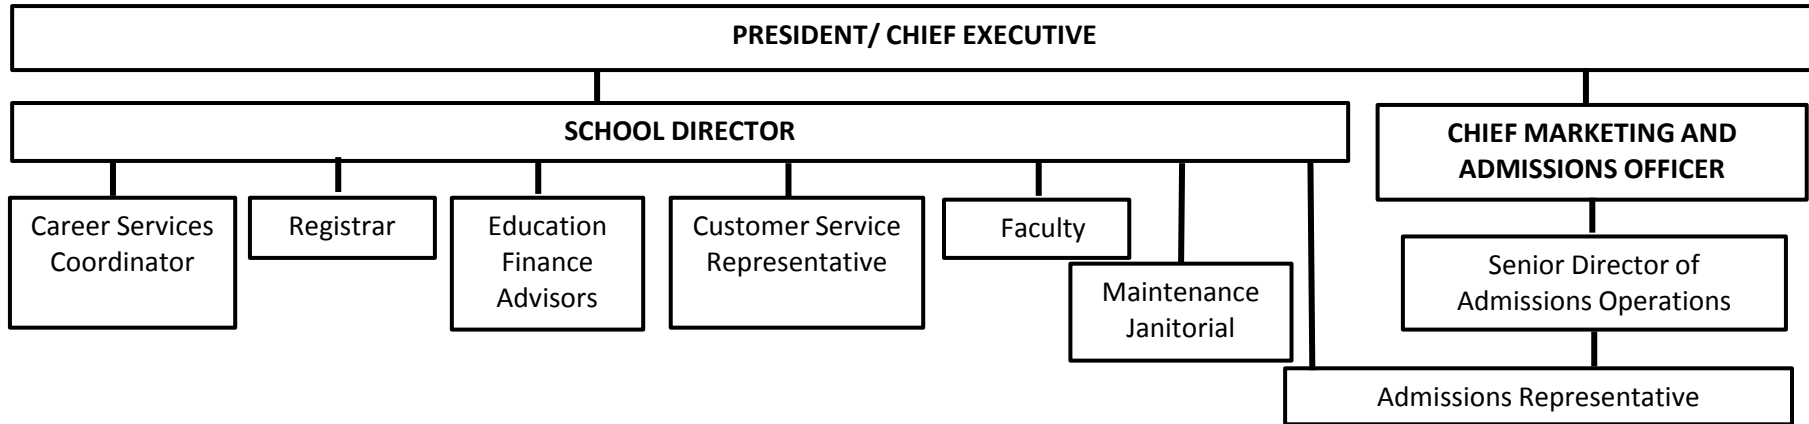 PRESIDENT/ CHIEF EXECUTIVE
SCHOOL DIRECTOR
CHIEF MARKETING AND
ADMISSIONS OFFICER
Career Services
Coordinator
Registrar
Education
Finance
Advisors
Customer Service
Representative
Faculty
Maintenance
Janitorial
Senior Director of
Admissions Operations
Admissions Representative